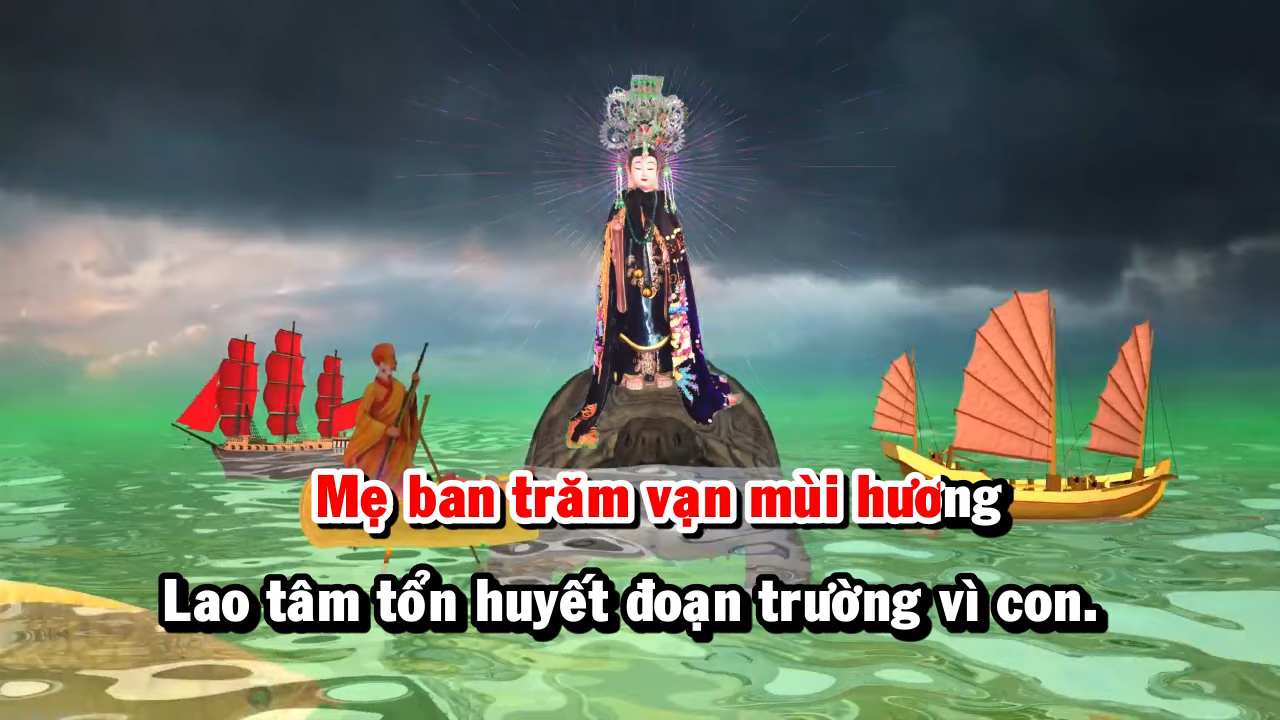 Mẹ ban trăm vạn mùi hương
Lao tâm tổn huyết đoạn trường vì con.